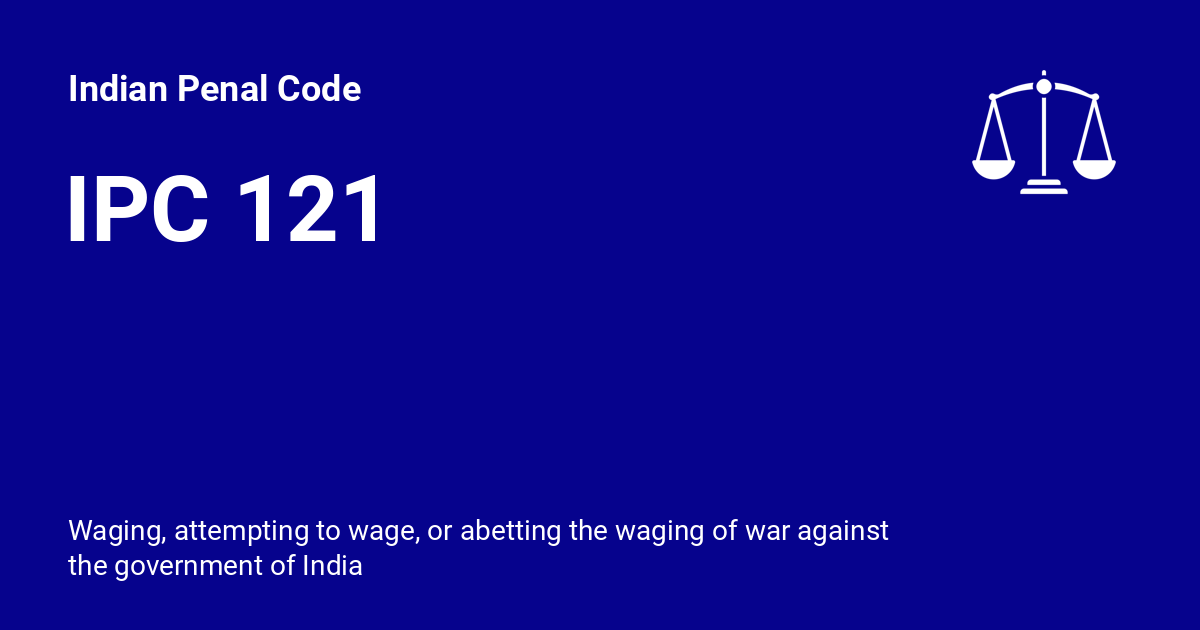 Indian Penal Code
IPC 121
Waging, attempting to wage, or abetting the waging of war against
the government of India